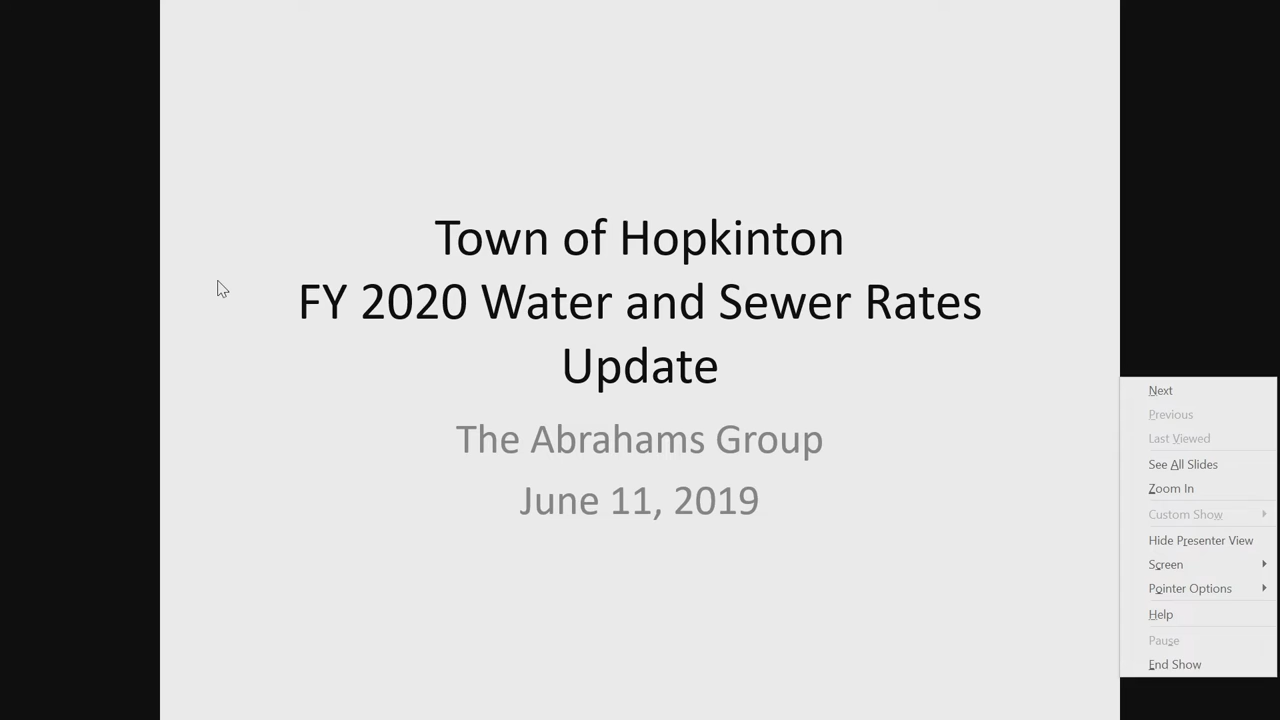 Town of Hopkinton
FY 2020 Water and Sewer Rates
Update
The Abrahams Group
June 11, 2019
Next
Previous
Last Viewed
See All Slides
Zoom In
Custom Show
Hide Presenter View
Screen
Pointer Options
Help
Pause
End Show